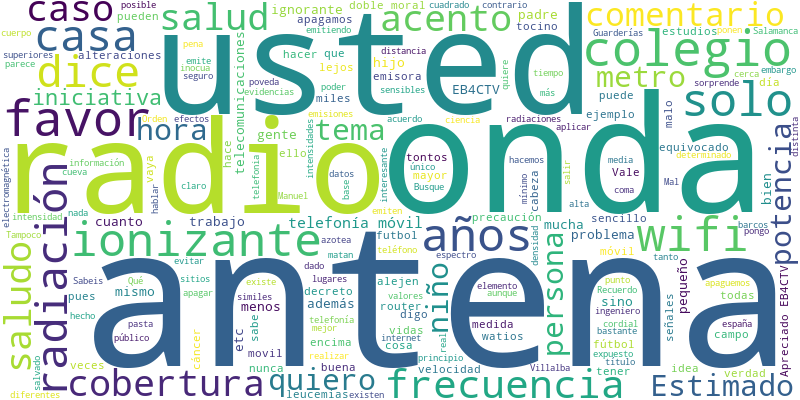 caso
pueden
posible
superiores
cuerpo
parece
casa
pena
emite
inocua
seguro
dice
alteraciones
salud
ignorante
apagamos
emitiendo
doble moral
acento
padre
tocino
cuadrado
contrario
poner
Guarderías
estudios
Salamanca
cerca
embargo
comentario
usted
hacer que
lejos
hijo
distancia
emisora
EB4CTV
quiere
tiempo
más
colegio
metro
sorprende
día
iniciativa
telecomunicaciones
poveda
evidencias
poder
miles
sensibles
emisiones
acuerdo
ciencia
radiaciones
aplicar
puede
ejemplo
malo
solo
distinta
favor
Orden
efectos
hora
gente
tema
ello
hace
intensidades
equivocado
determinado
bien
potencia
radio
onda
tontos
único
mayor
Busque
interesante
datos
base
telefonia
Manuel
claro
hacemos
mínimo
cabeza
media
Vale
coma
salir
alta
Mal
electromagnética
información
cueva
vaya
hablar
intensidad
nada
cuanto
trabajo
telefonía móvil
emiten
precaución
mucha
problema
sencillo
barcos
pongo
radiación
ionizante
años
wifi
azotea
futbol
matan
teléfono
espectro
densidad
persona
móvil
tanto
saludo
Tampoco
evitar
Sabeis
Qué
sitios
apagar
pues
mismo
hecho
pasta
público
existe
similes
menos
dado
lugares
decreto
además
alejen
valores
router
digo
niño
elemento
aunque
medida
watios
punto
Recuerdo
ingeniero
sino
cordial
bastante
señales
pequeño
apaguemos
todas
españa
campo
Apreciado EB4CTV
antena
etc
sabe
telefonía
mejor
movil
encima
vidas
cosa
internet
real
principio
velocidad
Villalba
fútbol
expuesto
titulo
tener
idea
verdad
salvado
veces
diferentes
cobertura
cáncer
nunca
realizar
buena
leucemias
existen
quiero
frecuencia
Estimado